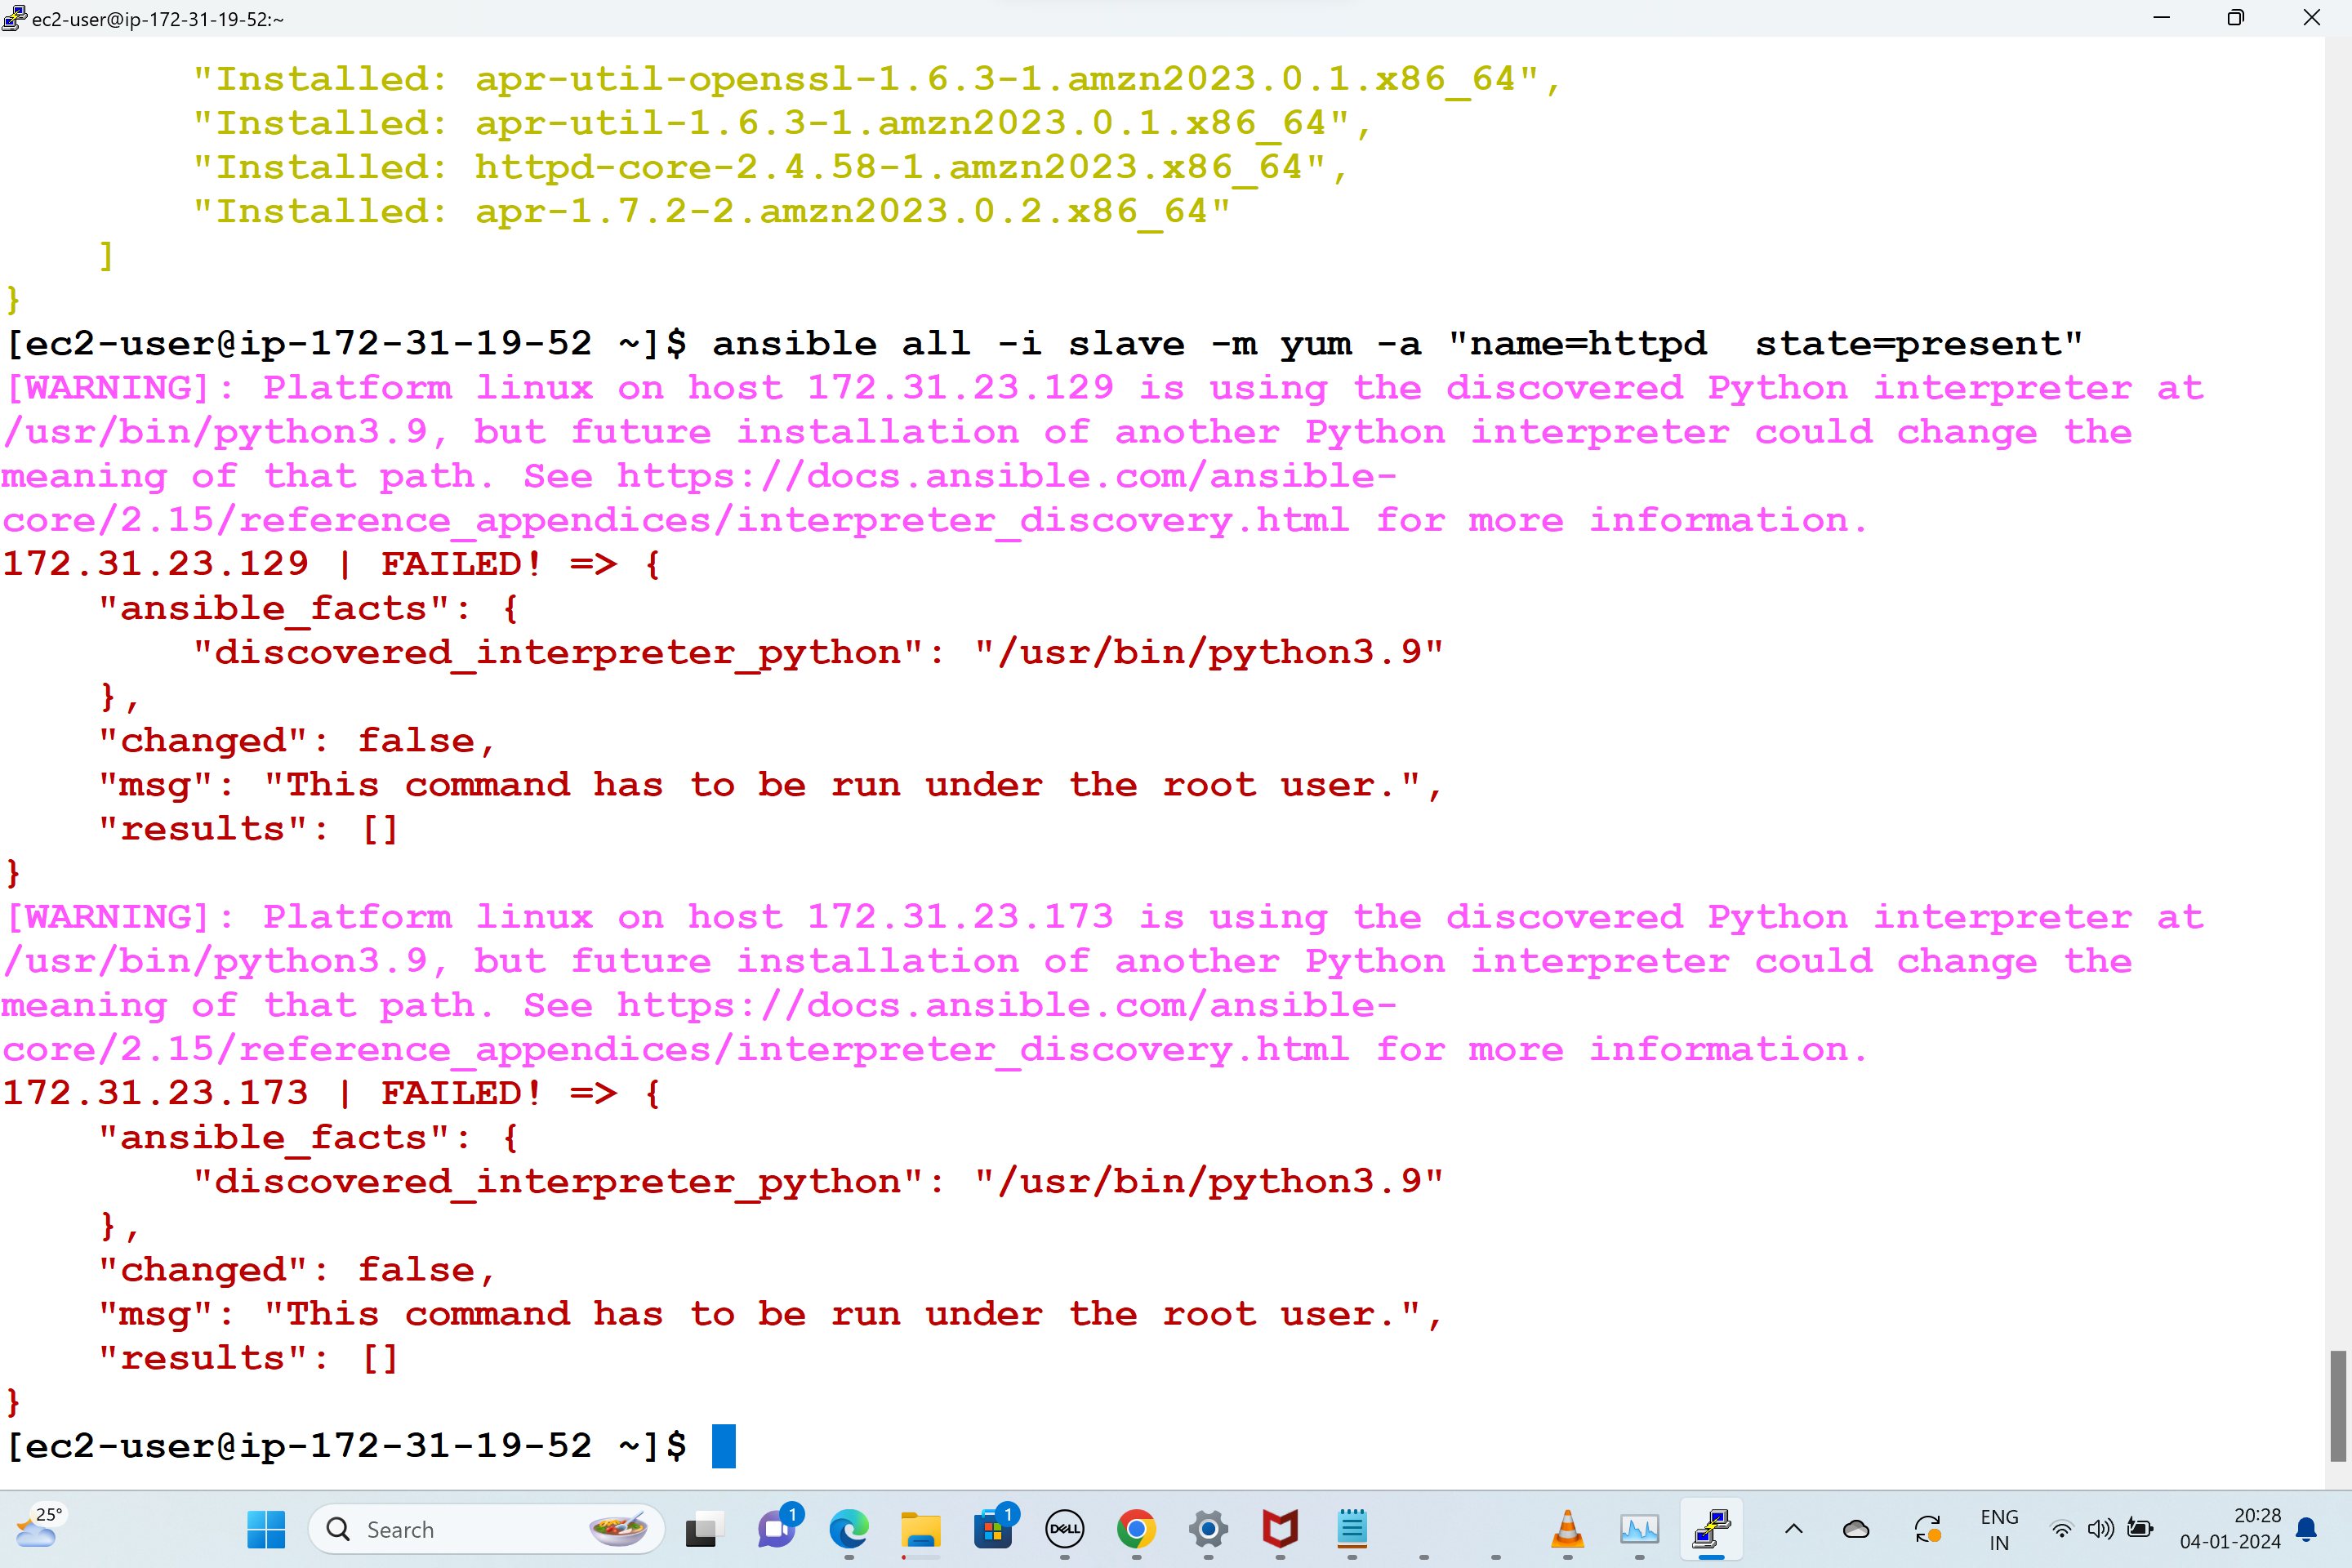 ec2-user@ip-172-31-19-52:~
"Installed: apr-util-openssl-1.6.3-1.amzn2023.0.1.x86_64",
"Installed: apr-util-1.6.3-1.amzn2023.0.1.x86_64",
"Installed: httpd-core-2.4.58-1.amzn2023.x86_64",
"Installed: apr-1.7.2-2.amzn2023.0.2.x86_64"
]
}
[ec2-user@ip-172-31-19-52 ~]$ ansible all -i slave -m yum -a "name=httpd  state=present"
[WARNING]: Platform linux on host 172.31.23.129 is using the discovered Python interpreter at
/usr/bin/python3.9, but future installation of another Python interpreter could change the
meaning of that path. See https://docs.ansible.com/ansible-
core/2.15/reference_appendices/interpreter_discovery.html for more information.
172.31.23.129 | FAILED! => {
"ansible_facts": {
"discovered_interpreter_python": "/usr/bin/python3.9"
},
"changed": false,
"msg": "This command has to be run under the root user.",
"results": []
}
[WARNING]: Platform linux on host 172.31.23.173 is using the discovered Python interpreter at
/usr/bin/python3.9, but future installation of another Python interpreter could change the
meaning of that path. See https://docs.ansible.com/ansible-
core/2.15/reference_appendices/interpreter_discovery.html for more information.
172.31.23.173 | FAILED! => {
"ansible_facts": {
"discovered_interpreter_python": "/usr/bin/python3.9"
},
"changed": false,
"msg": "This command has to be run under the root user.",
"results": []
}
[ec2-user@ip-172-31-19-52 ~]$
25°
Search
1
1
DELL
ENG
IN
20:28
04-01-2024